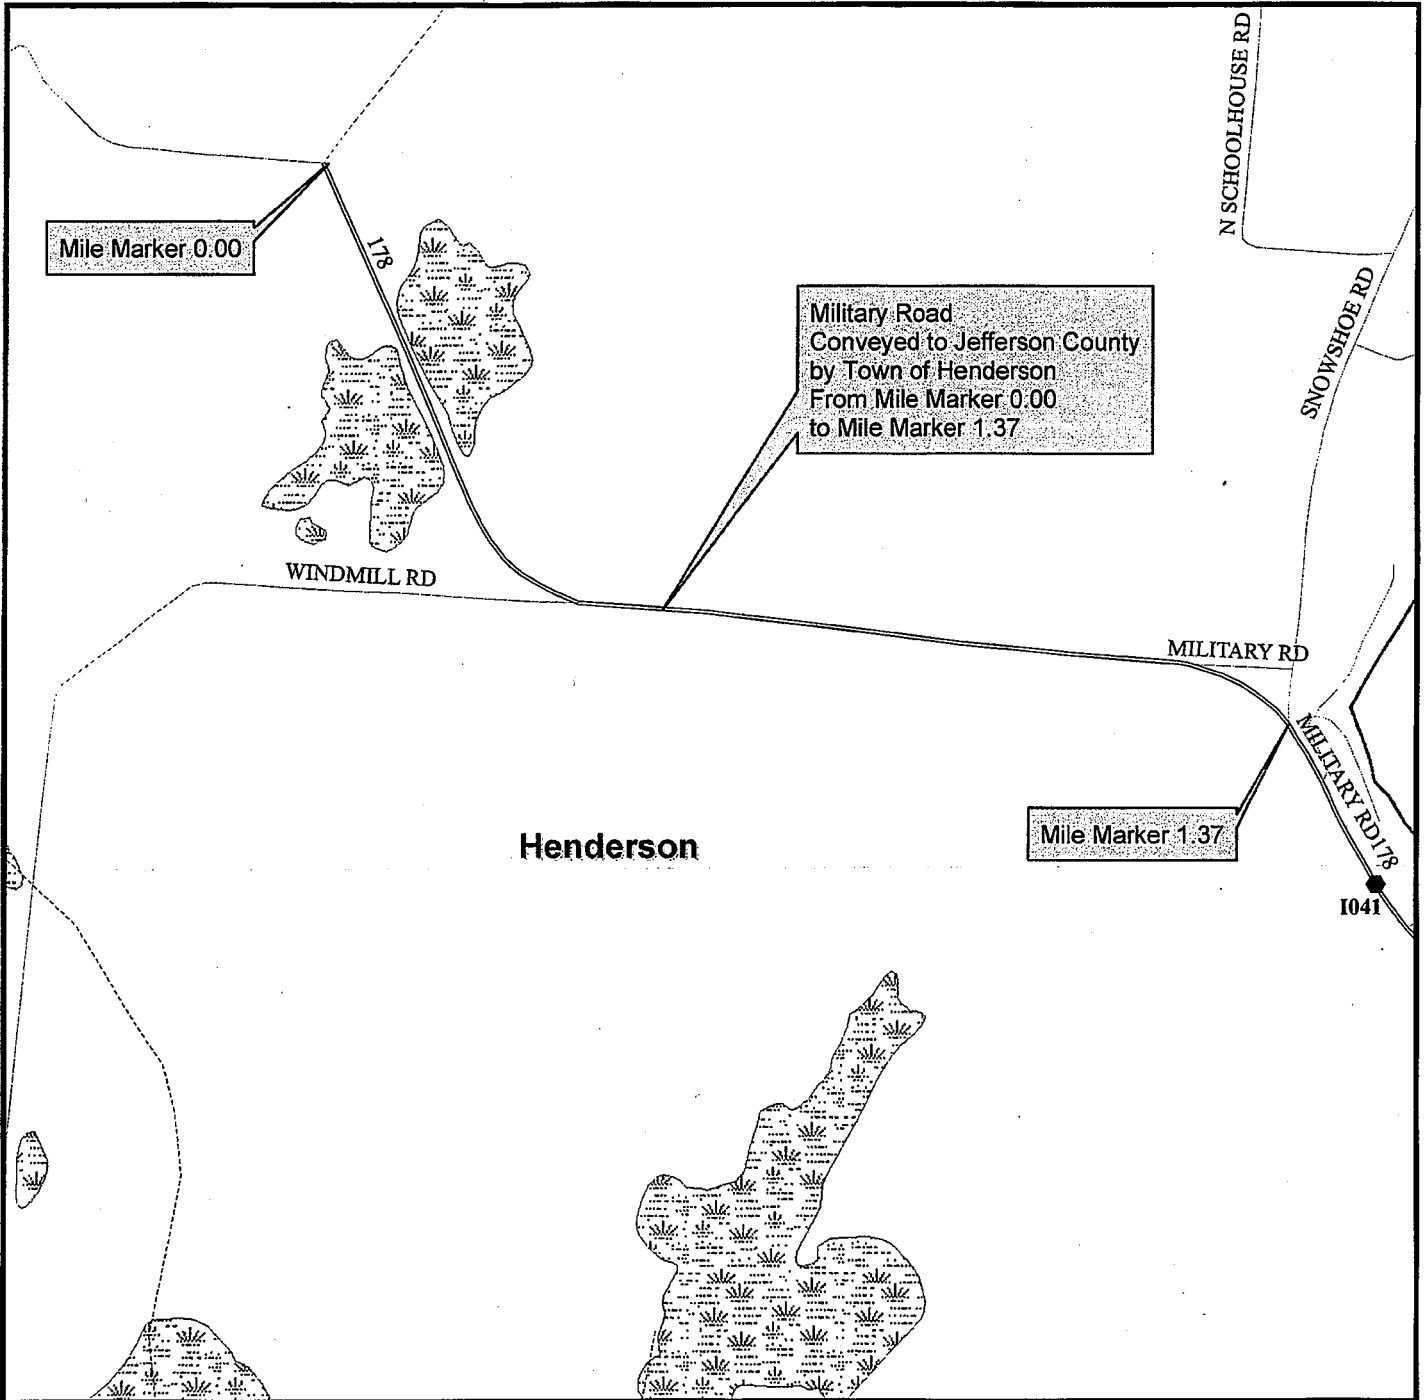 N SCHOOLHOUSE RD
Mile Marker 0.00
178
Military Road
Conveyed to Jefferson County
by Town of Henderson
From Mile Marker 0.00
to Mile Marker 1.37
SNOWSHOE RD
WINDMILL RD
MILITARY RD
MILITARY RD178
Mile Marker 1.37
Henderson
I041